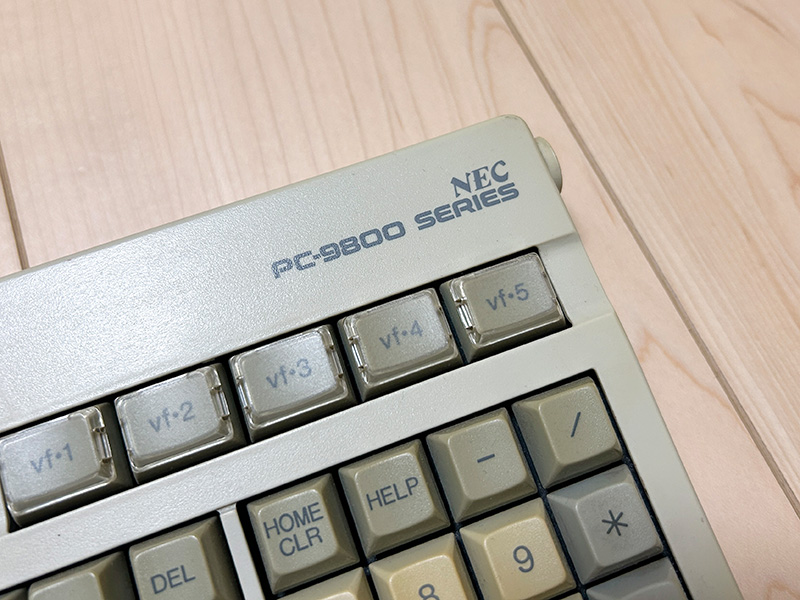 NEC
PC-9800 SERIES
vf•1 vf•2 vf•3 vf•4 vf•5
HOME CLR HELP - /
DEL 8 9 *